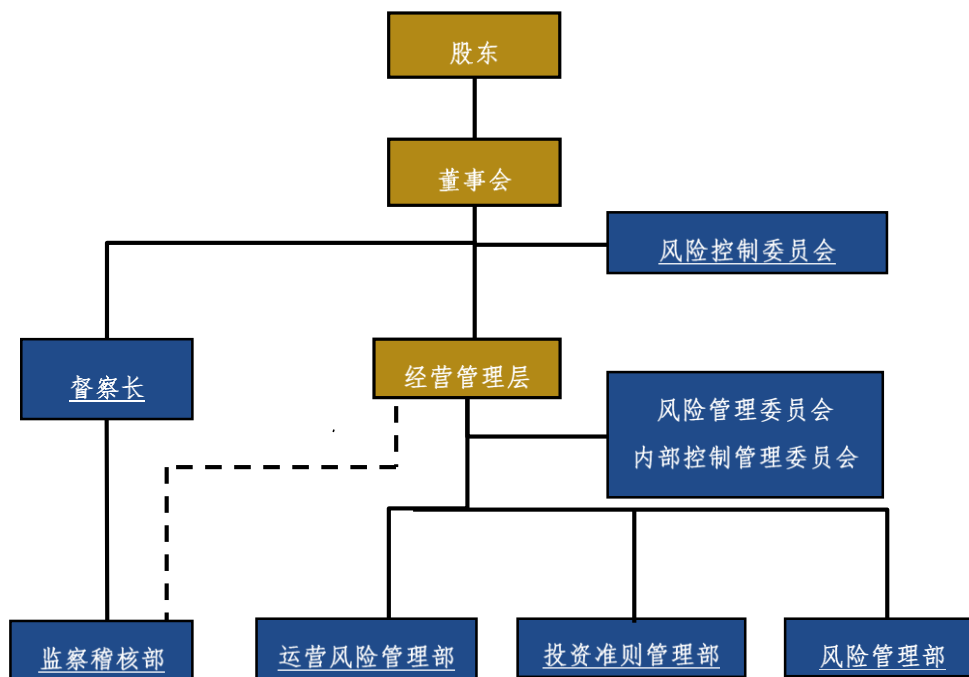 股东
董事会
风险控制委员会
督察长
经营管理层
风险管理委员会
内部控制管理委员会
监察稽核部
运营风险管理部
投资准则管理部
风险管理部